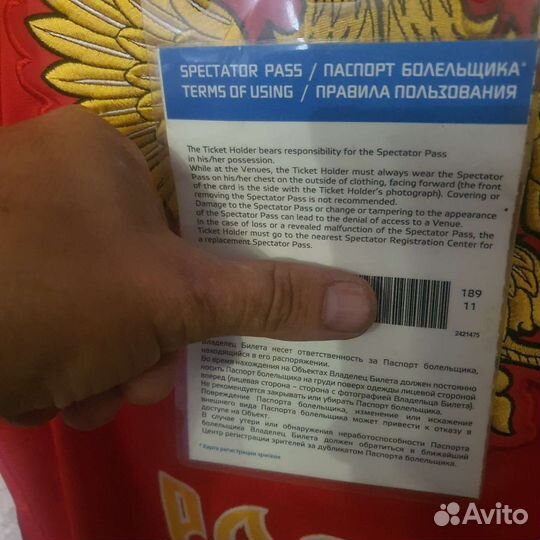 SPECTATOR PASS / ПАСПОРТ БОЛЕЛЬЩИКА*
TERMS OF USING / ПРАВИЛА ПОЛЬЗОВАНИЯ
The Ticket Holder bears responsibility for the Spectator Pass
in his/her possession.
While at the Venues, the Ticket Holder must always wear the Spectator
Pass on his/her chest on the outside of clothing, facing forward (the front
of the card is the side with the Ticket Holder's photograph). Covering or
removing the Spectator Pass is not recommended.
Damage to the Spectator Pass or change or tampering to the appearance
of the Spectator Pass can lead to the denial of access to a Venue.
In the case of loss or a revealed malfunction of the Spectator Pass, the
Ticket Holder must go to the nearest Spectator Registration Center for
a replacement Spectator Pass.
189
11
2421475
Владелец Билета несет ответственность за Паспорт болельщика,
находящийся в его распоряжении.
Во время нахождения на Объектах Владелец Билета должен постоянно
носить Паспорт болельщика на груди поверх одежды лицевой стороной
вперед (лицевая сторона – сторона с фотографией Владельца Билета).
Не рекомендуется закрывать или убирать Паспорт болельщика.
Повреждение Паспорта болельщика, изменение или искажение
внешнего вида Паспорта болельщика может привести к отказу в
доступе на Объект.
В случае утери или обнаружения неработоспособности Паспорта
болельщика Владелец Билета должен обратиться в ближайший
Центр регистрации зрителей за дубликатом Паспорта болельщика.
* Карта регистрации зрителя
Avito